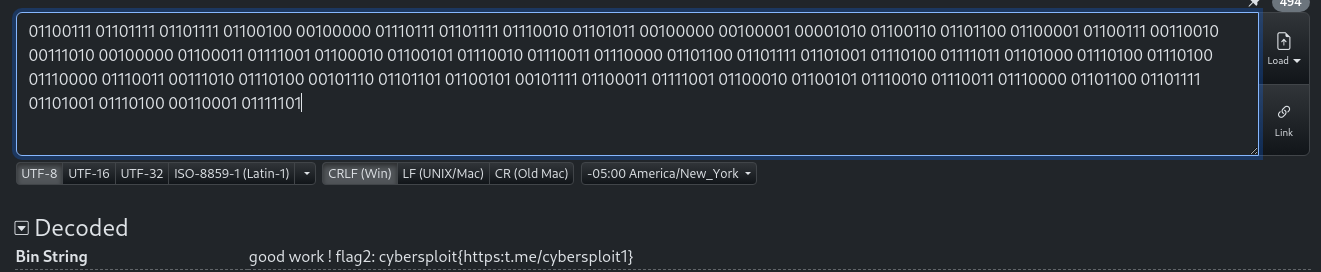 494
01100111 01101111 01101111 01100100 00100000 01110111 01101111 01110010 01101011 00100000 00100001 00001010 01100110 01101100 01100001 01100111 00110010
00111010 00100000 01100011 01111001 01100010 01100101 01110010 01110011 01110000 01101100 01101111 01101001 01110100 01111011 01101000 01110100 01110100
01110000 01110011 00111010 01110100 00101110 01101101 01100101 00101111 01100011 01111001 01100010 01100101 01110010 01110011 01110000 01101100 01101111
01101001 01110100 00110001 01111101
Load
Link
UTF-8 UTF-16 UTF-32 ISO-8859-1 (Latin-1) CRLF (Win) LF (UNIX/Mac) CR (Old Mac) -05:00 America/New_York
Decoded
Bin String good work ! flag2: cybersploit{https:t.me/cybersploit1}